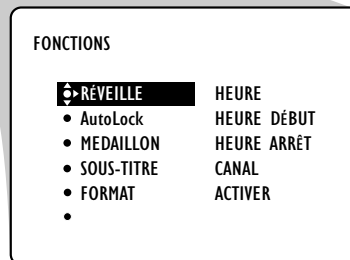 FONCTIONS
RÉVEILLE HEURE
AutoLock HEURE DÉBUT
MEDAILLON HEURE ARRÊT
SOUS-TITRE CANAL
FORMAT ACTIVER